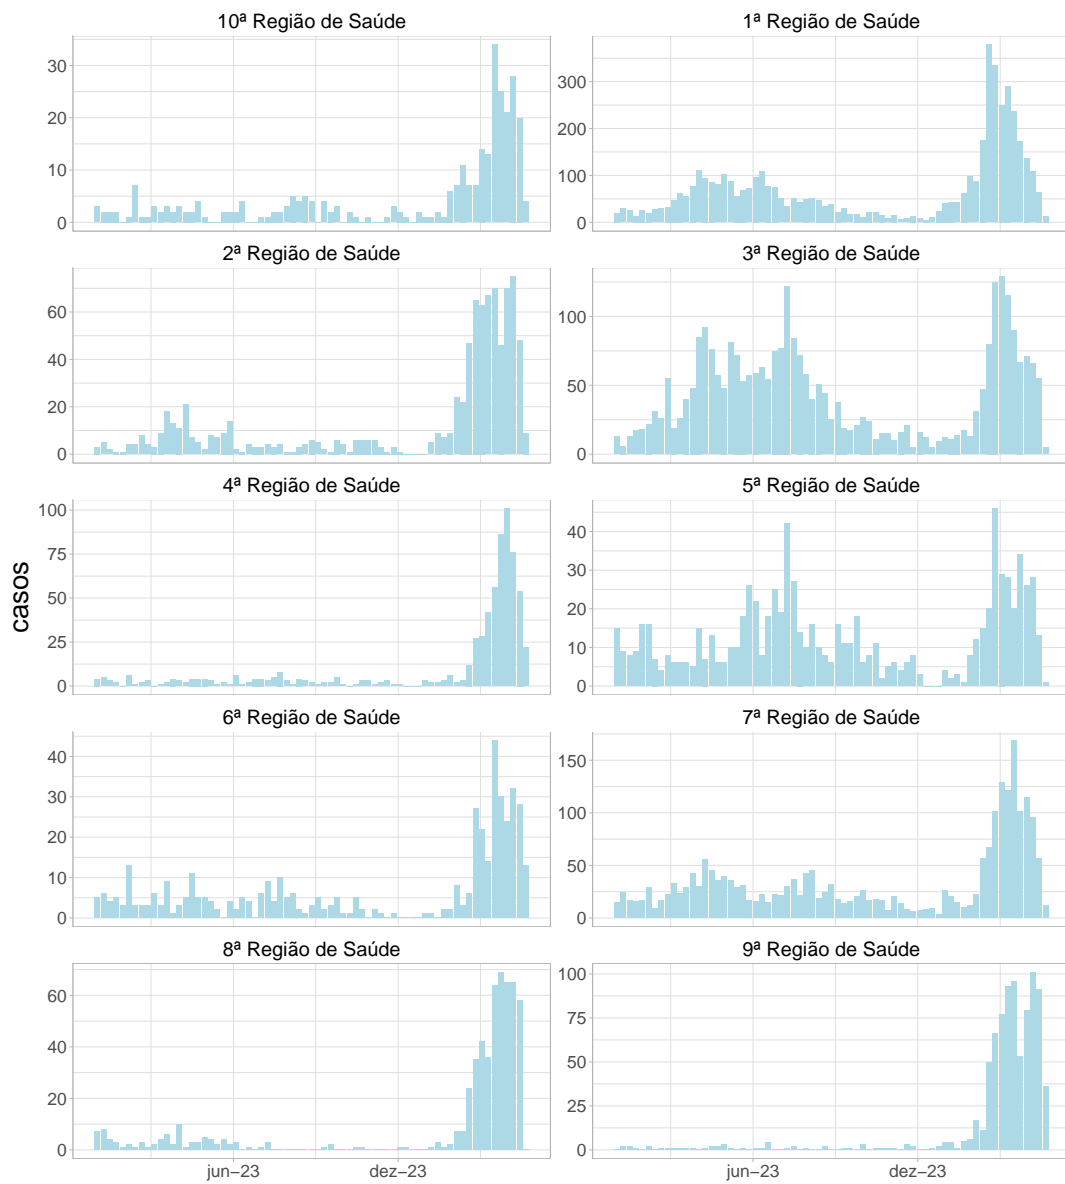 10ª Região de Saúde
1ª Região de Saúde
30
20
10
0
300
200
100
0
2ª Região de Saúde
3ª Região de Saúde
60
40
20
0
100
50
0
4ª Região de Saúde
5ª Região de Saúde
100
75
50
25
0
40
30
20
10
0
casos
6ª Região de Saúde
7ª Região de Saúde
40
30
20
10
0
150
100
50
0
8ª Região de Saúde
9ª Região de Saúde
60
40
20
0
100
75
50
25
0
jun−23
dez−23
jun−23
dez−23